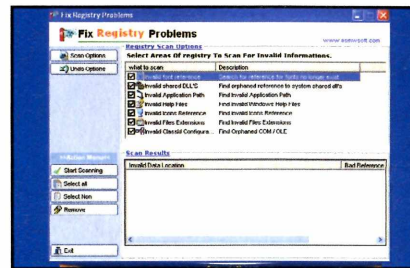 Fix Registry Problems
Fix Registry Problems
www.asmwsoft.com
Registry Scan Options
Scan Options
Undo Options
Select Areas Of registry To Scan For Invalid Informations.
what to scan
Description
Invalid font reference
Search for reference for fonts no longer exist
Invalid shared DLL'S
Find orphaned reference to system shared dll's
Invalid Application Path
Find Invalid Application Path
Invalid Help Files
Find Invalid Windows Help Files
Invalid Icons Reference
Find Invalid Icons Reference
Invalid Files Extensions
Find Invalid Files Extensions
Invalid ClassId Configura...
Find Orphaned COM / OLE
Scan Results
Start Scanning
Select all
Select Non
Remove
Exit
Invalid Data Location
Bad Reference